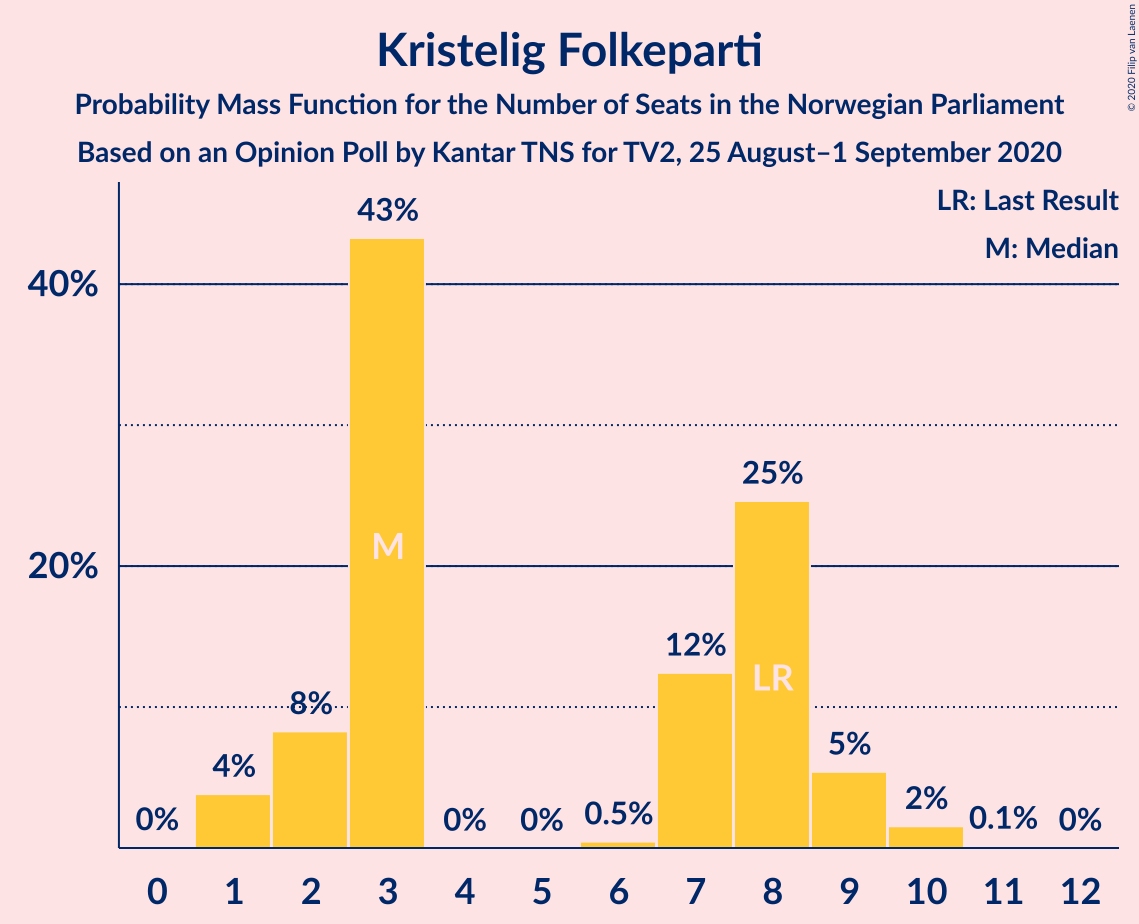 Kristelig Folkeparti
Probability Mass Function for the Number of Seats in the Norwegian Parliament
Based on an Opinion Poll by Kantar TNS for TV2, 25 August–1 September 2020
© 2020 Filip van Laenen
LR: Last Result
M: Median
43%
40%
25%
M
20%
12%
LR
8%
5%
4%
2%
0%
0%
0%
0.5%
0.1%
0%
0 1 2 3 4 5 6 7 8 9 10 11 12